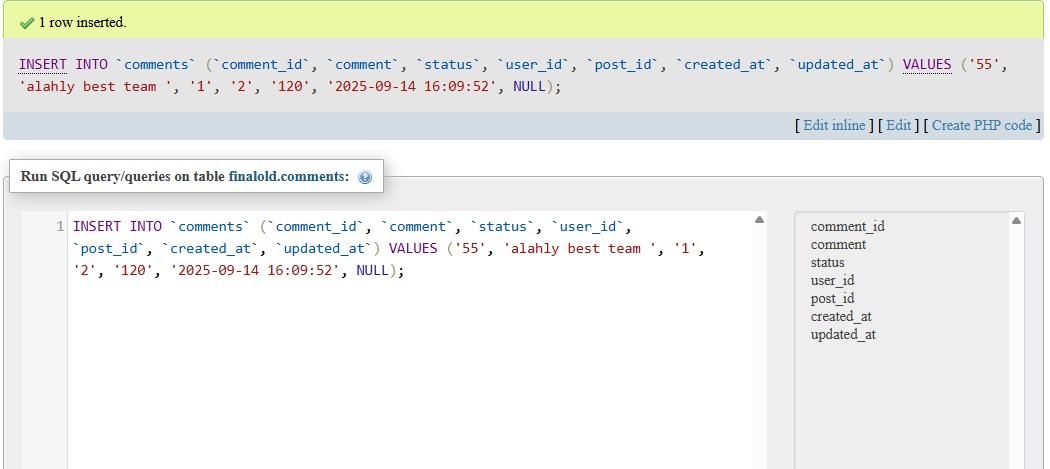 1 row inserted.
INSERT INTO `comments` (`comment_id`, `comment`, `status`, `user_id`, `post_id`, `created_at`, `updated_at`) VALUES ('55',
'alahly best team ', '1', '2', '120', '2025-09-14 16:09:52', NULL);
[ Edit inline ] [ Edit ] [ Create PHP code ]
Run SQL query/queries on table finalold.comments:
1 INSERT INTO `comments` (`comment_id`, `comment`, `status`, `user_id`,
`post_id`, `created_at`, `updated_at`) VALUES ('55', 'alahly best team ', '1',
'2', '120', '2025-09-14 16:09:52', NULL);
comment_id
comment
status
user_id
post_id
created_at
updated_at